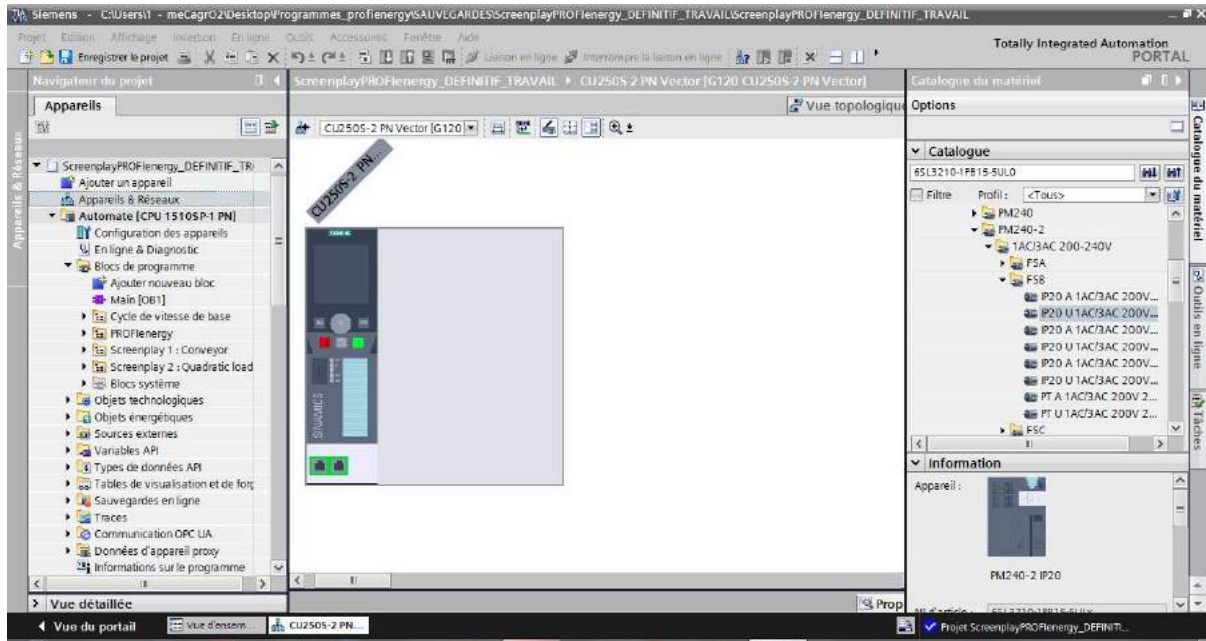 Siemens - C:\Users\1 - meCagrO2\Desktop\Programmes_profienergy\SAUVEGARDES\ScreenplayPROFIenergy_DEFINITIF_TRAVAIL\ScreenplayPROFIenergy_DEFINITIF_TRAVAIL
Projet Edition Affichage Insertion En ligne Outils Accessoires Fenêtre Aide
Totally Integrated Automation
PORTAL
Enregistrer le projet
Liaison en ligne
Interrompre la liaison en ligne
Navigateur du projet
ScreenplayPROFIenergy_DEFINITIF_TRAVAIL
CU250S-2 PN Vector [G120 CU250S-2 PN Vector]
Catalogue du matériel
Appareils
Vue topologique
Options
CU250S-2 PN Vector [G120
Catalogue
6SL3210-1PB15-5UL0
Filtre Profil : <Tous>
ScreenplayPROFIenergy_DEFINITIF_TR
Ajouter un appareil
Appareils & Réseaux
Automate [CPU 1510SP-1 PN]
Configuration des appareils
En ligne & Diagnostic
Blocs de programme
Ajouter nouveau bloc
Main [OB1]
Cycle de vitesse de base
PROFIenergy
Screenplay 1 : Conveyor
Screenplay 2 : Quadratic load
Blocs système
Objets technologiques
Objets énergétiques
Sources externes
Variables API
Types de données API
Tables de visualisation et de forç
Sauvegardes en ligne
Traces
Communication OPC UA
Données d'appareil proxy
Informations sur le programme
Vue détaillée
CU250S-2 PN...
SIEMENS
SINAMICS
PM240
PM240-2
1AC/3AC 200-240V
FSA
FSB
IP20 A 1AC/3AC 200V...
IP20 U 1AC/3AC 200V...
IP20 A 1AC/3AC 200V...
IP20 U 1AC/3AC 200V...
IP20 A 1AC/3AC 200V...
IP20 U 1AC/3AC 200V...
PT A 1AC/3AC 200V 2...
PT U 1AC/3AC 200V 2...
FSC
Information
Appareil :
PM240-2 IP20
N° d'article :
Prop
Appareils & Réseaux
Catalogue du matériel
Outils en ligne
Tâches
Vue du portail
Vue d'ensem...
CU250S-2 PN...
Projet ScreenplayPROFIenergy_DEFINITI...